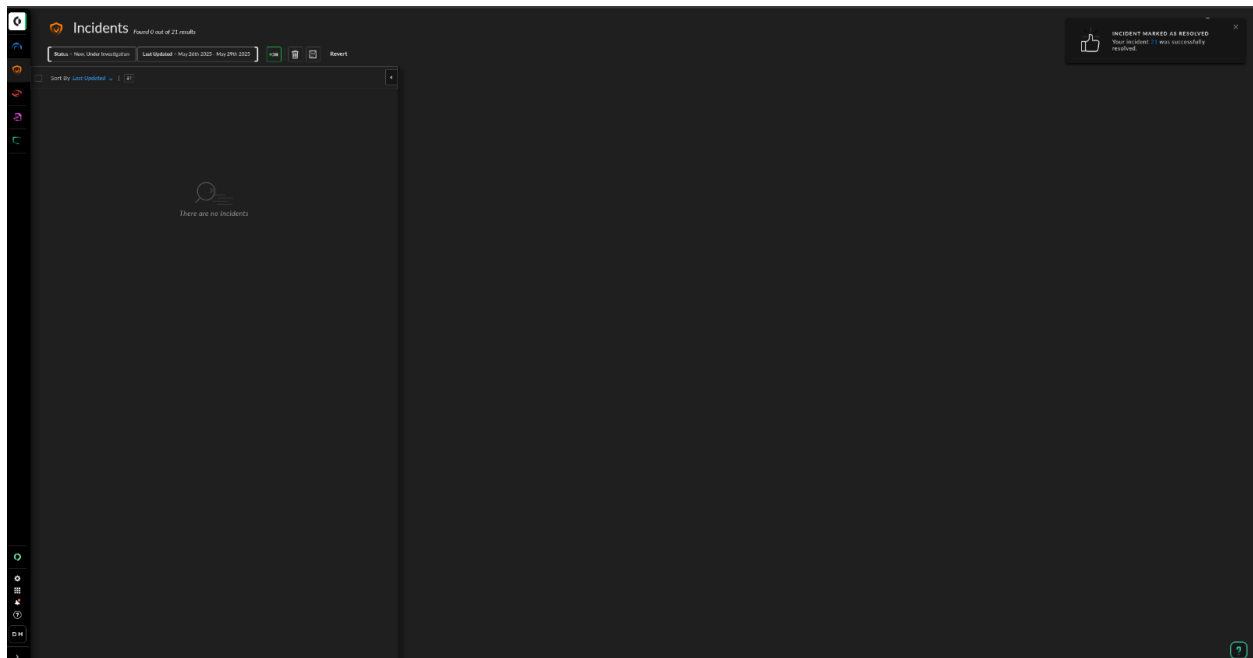 Incidents Found 0 out of 21 results
Status = New, Under Investigation
Last Updated = May 26th 2025 - May 29th 2025
Revert
Sort By Last Updated
There are no incidents
INCIDENT MARKED AS RESOLVED
Your incident 21 was successfully
resolved.
D H
?